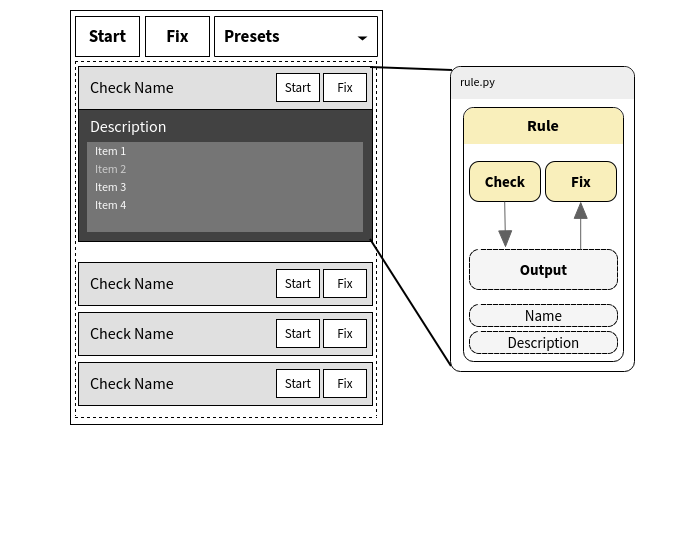 Start
Fix
Presets
Check Name
Start
Fix
Description
Item 1
Item 2
Item 3
Item 4
Check Name
Start
Fix
Check Name
Start
Fix
Check Name
Start
Fix
rule.py
Rule
Check
Fix
Output
Name
Description